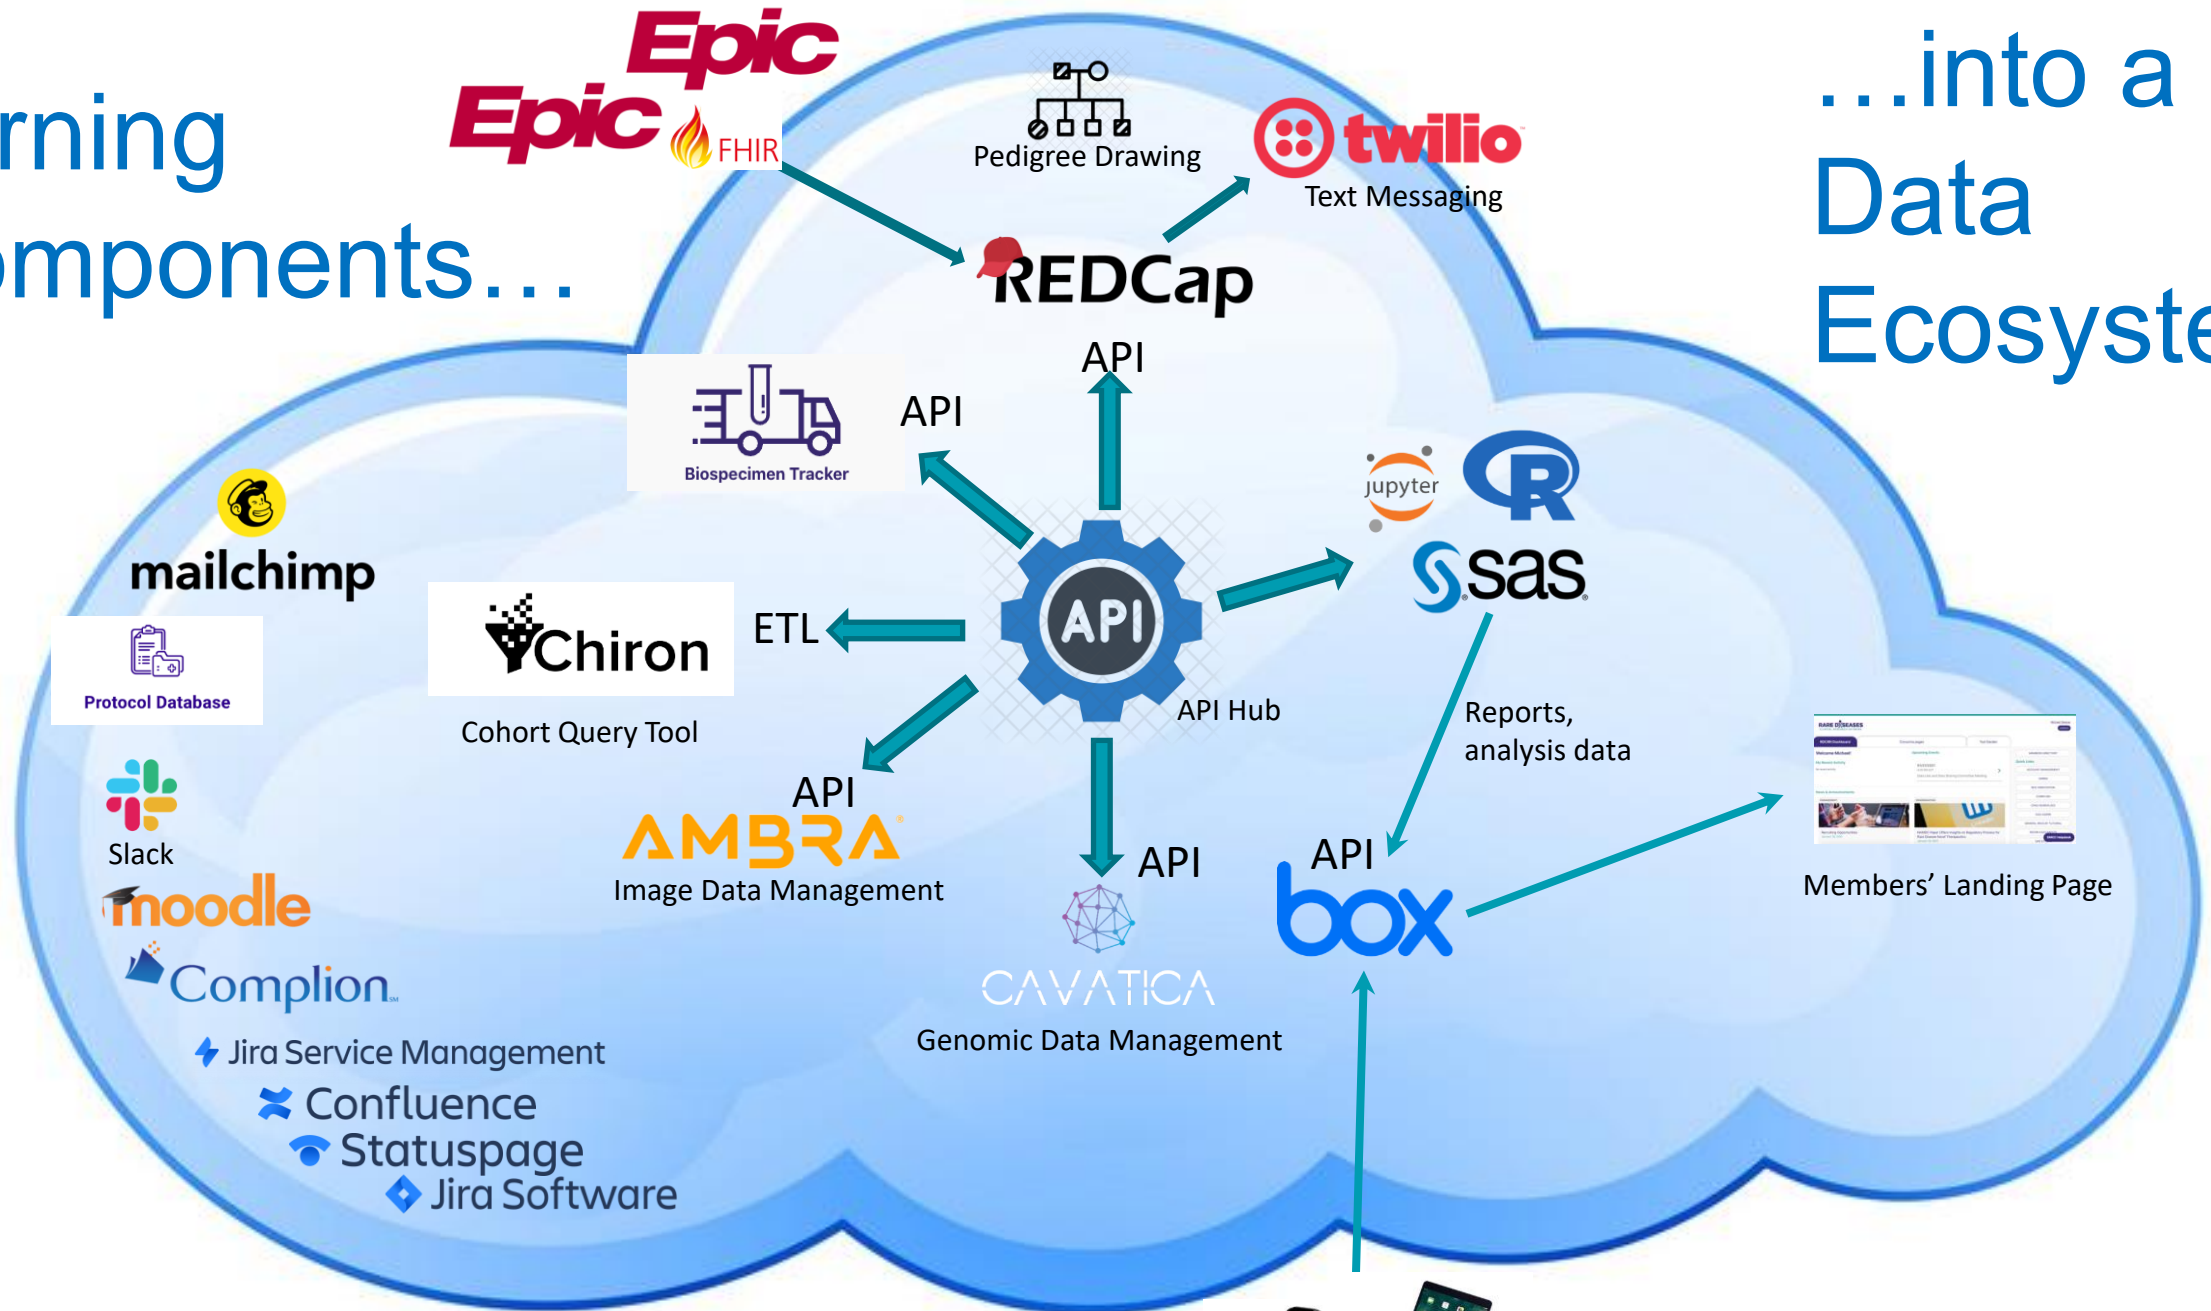 rning
omponents…
Epic
Epic
FHIR
Pedigree Drawing
twilio
Text Messaging
…into a
Data
Ecosyste
REDCap
API
API
Biospecimen Tracker
jupyter
R
sas
mailchimp
Chiron
ETL
API
API Hub
Cohort Query Tool
Protocol Database
Reports,
analysis data
RARE DISEASES
Slack
API
AMBRA
Image Data Management
API
API
box
Members' Landing Page
moodle
Complion
CAVATICA
Genomic Data Management
Jira Service Management
Confluence
Statuspage
Jira Software